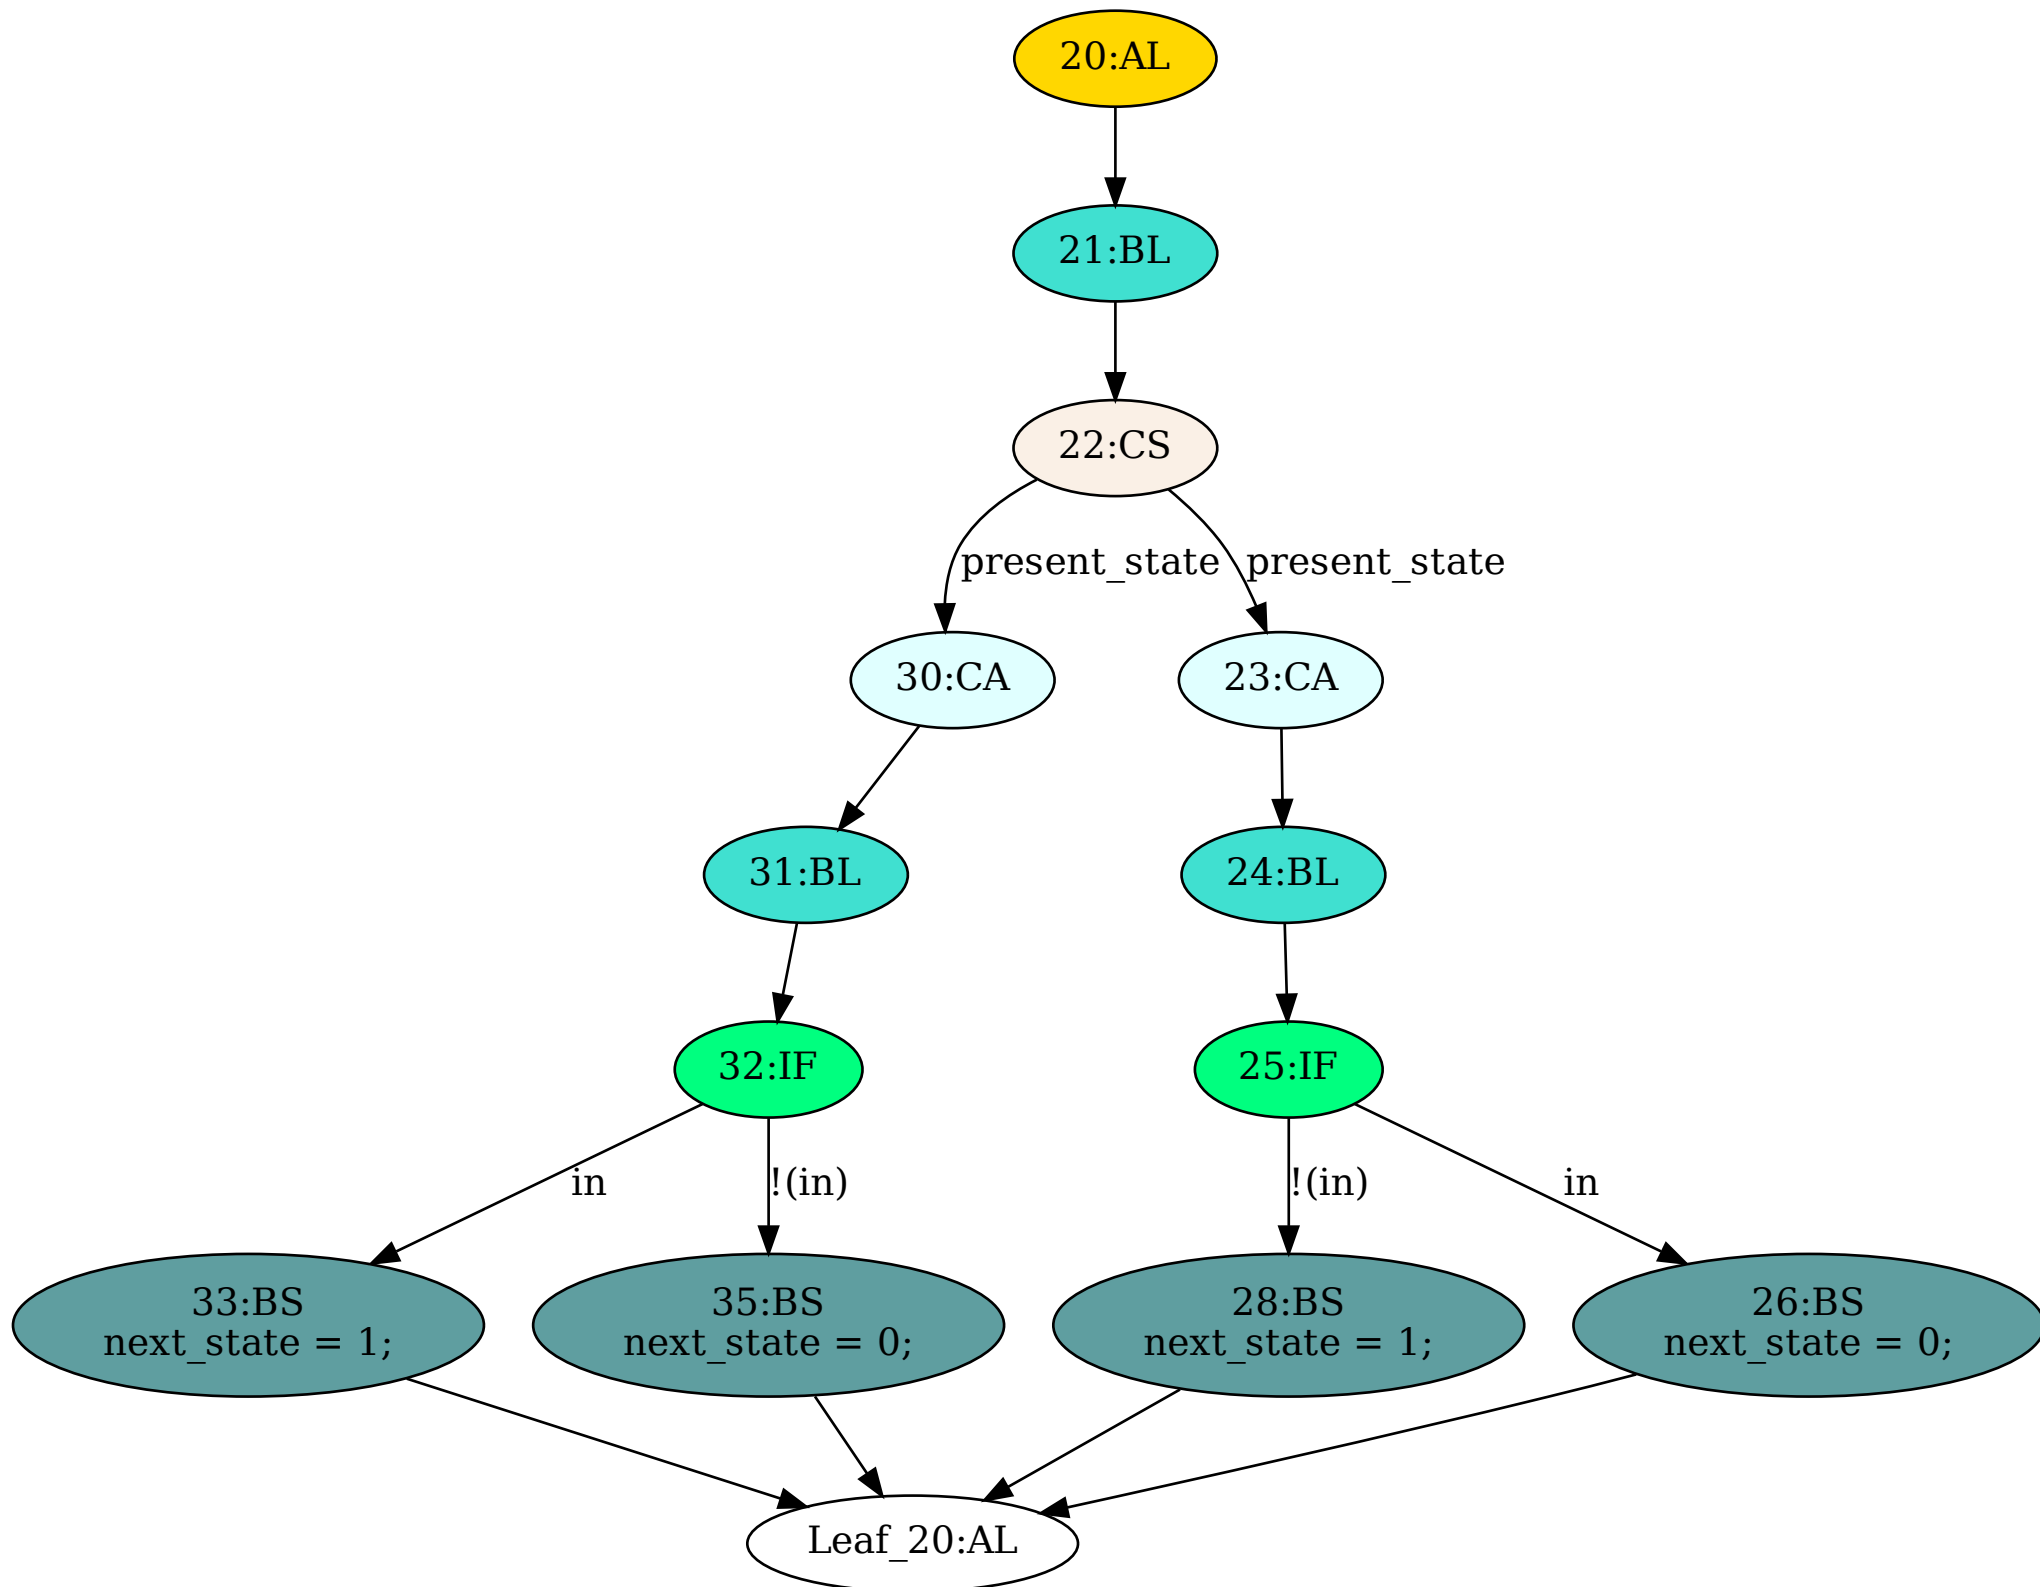 20:AL
21:BL
22:CS
present_state
present_state
30:CA
23:CA
31:BL
24:BL
32:IF
25:IF
in
!(in)
!(in)
in
33:BS
next_state = 1;
35:BS
next_state = 0;
28:BS
next_state = 1;
26:BS
next_state = 0;
Leaf_20:AL